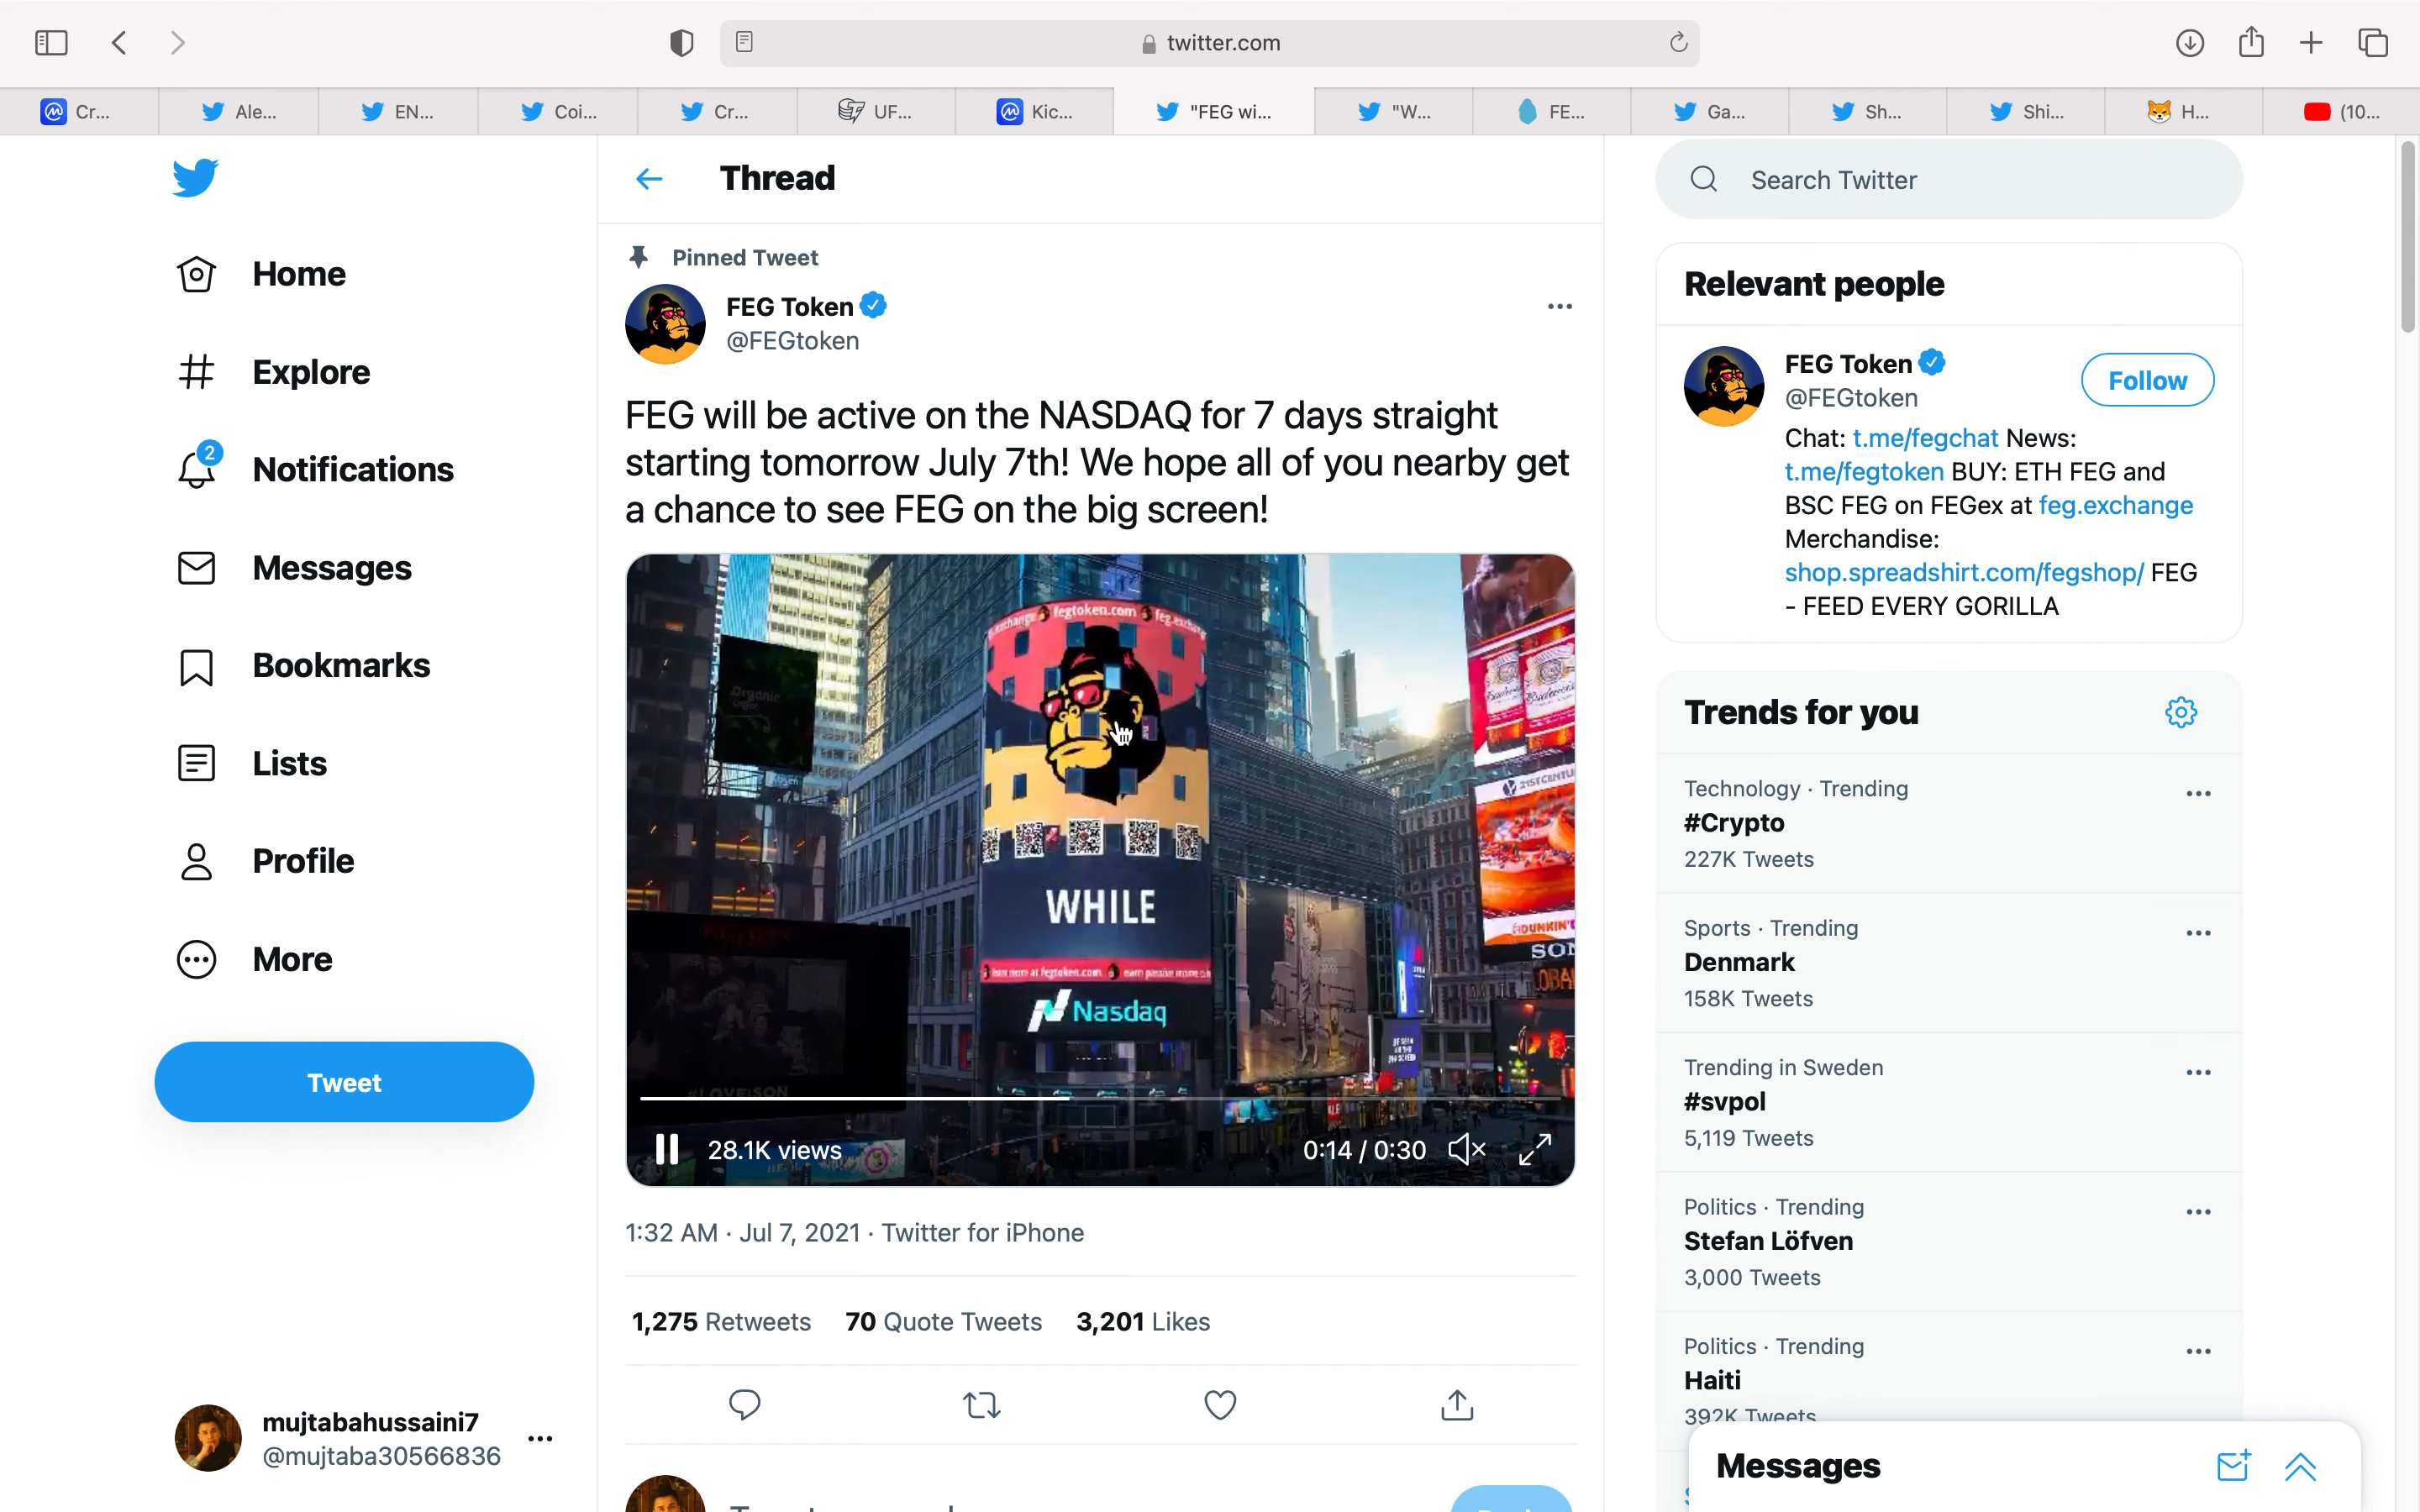 twitter.com
Cr...
Ale...
EN...
Coi...
Cr...
UF...
Kic...
"FEG wi...
"W...
FE...
Ga...
Sh...
Shi...
H...
(10...
Home
Explore
2
Notifications
Messages
Bookmarks
Lists
Profile
More
Tweet
mujtabahussaini7
@mujtaba30566836
Thread
Pinned Tweet
FEG Token
@FEGtoken
FEG will be active on the NASDAQ for 7 days straight
starting tomorrow July 7th! We hope all of you nearby get
a chance to see FEG on the big screen!
fegtoken.com
WHILE
Nasdaq
28.1K views
0:14 / 0:30
1:32 AM · Jul 7, 2021 · Twitter for iPhone
1,275 Retweets 70 Quote Tweets 3,201 Likes
Search Twitter
Relevant people
FEG Token
@FEGtoken
Follow
Chat: t.me/fegchat News:
t.me/fegtoken BUY: ETH FEG and
BSC FEG on FEGex at feg.exchange
Merchandise:
shop.spreadshirt.com/fegshop/ FEG
- FEED EVERY GORILLA
Trends for you
Technology · Trending
#Crypto
227K Tweets
Sports · Trending
Denmark
158K Tweets
Trending in Sweden
#svpol
5,119 Tweets
Politics · Trending
Stefan Löfven
3,000 Tweets
Politics · Trending
Haiti
392K Tweets
Messages